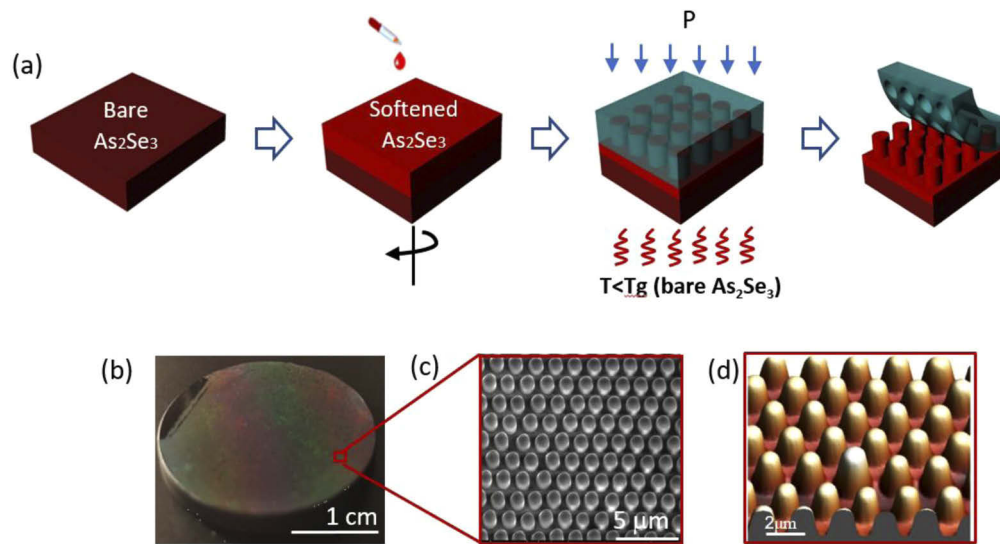 (a)
Bare
As₂Se₃
Softened
As₂Se₃
P
T<Tg (bare As₂Se₃)
(b)
1 cm
(c)
5 μm
(d)
2μm